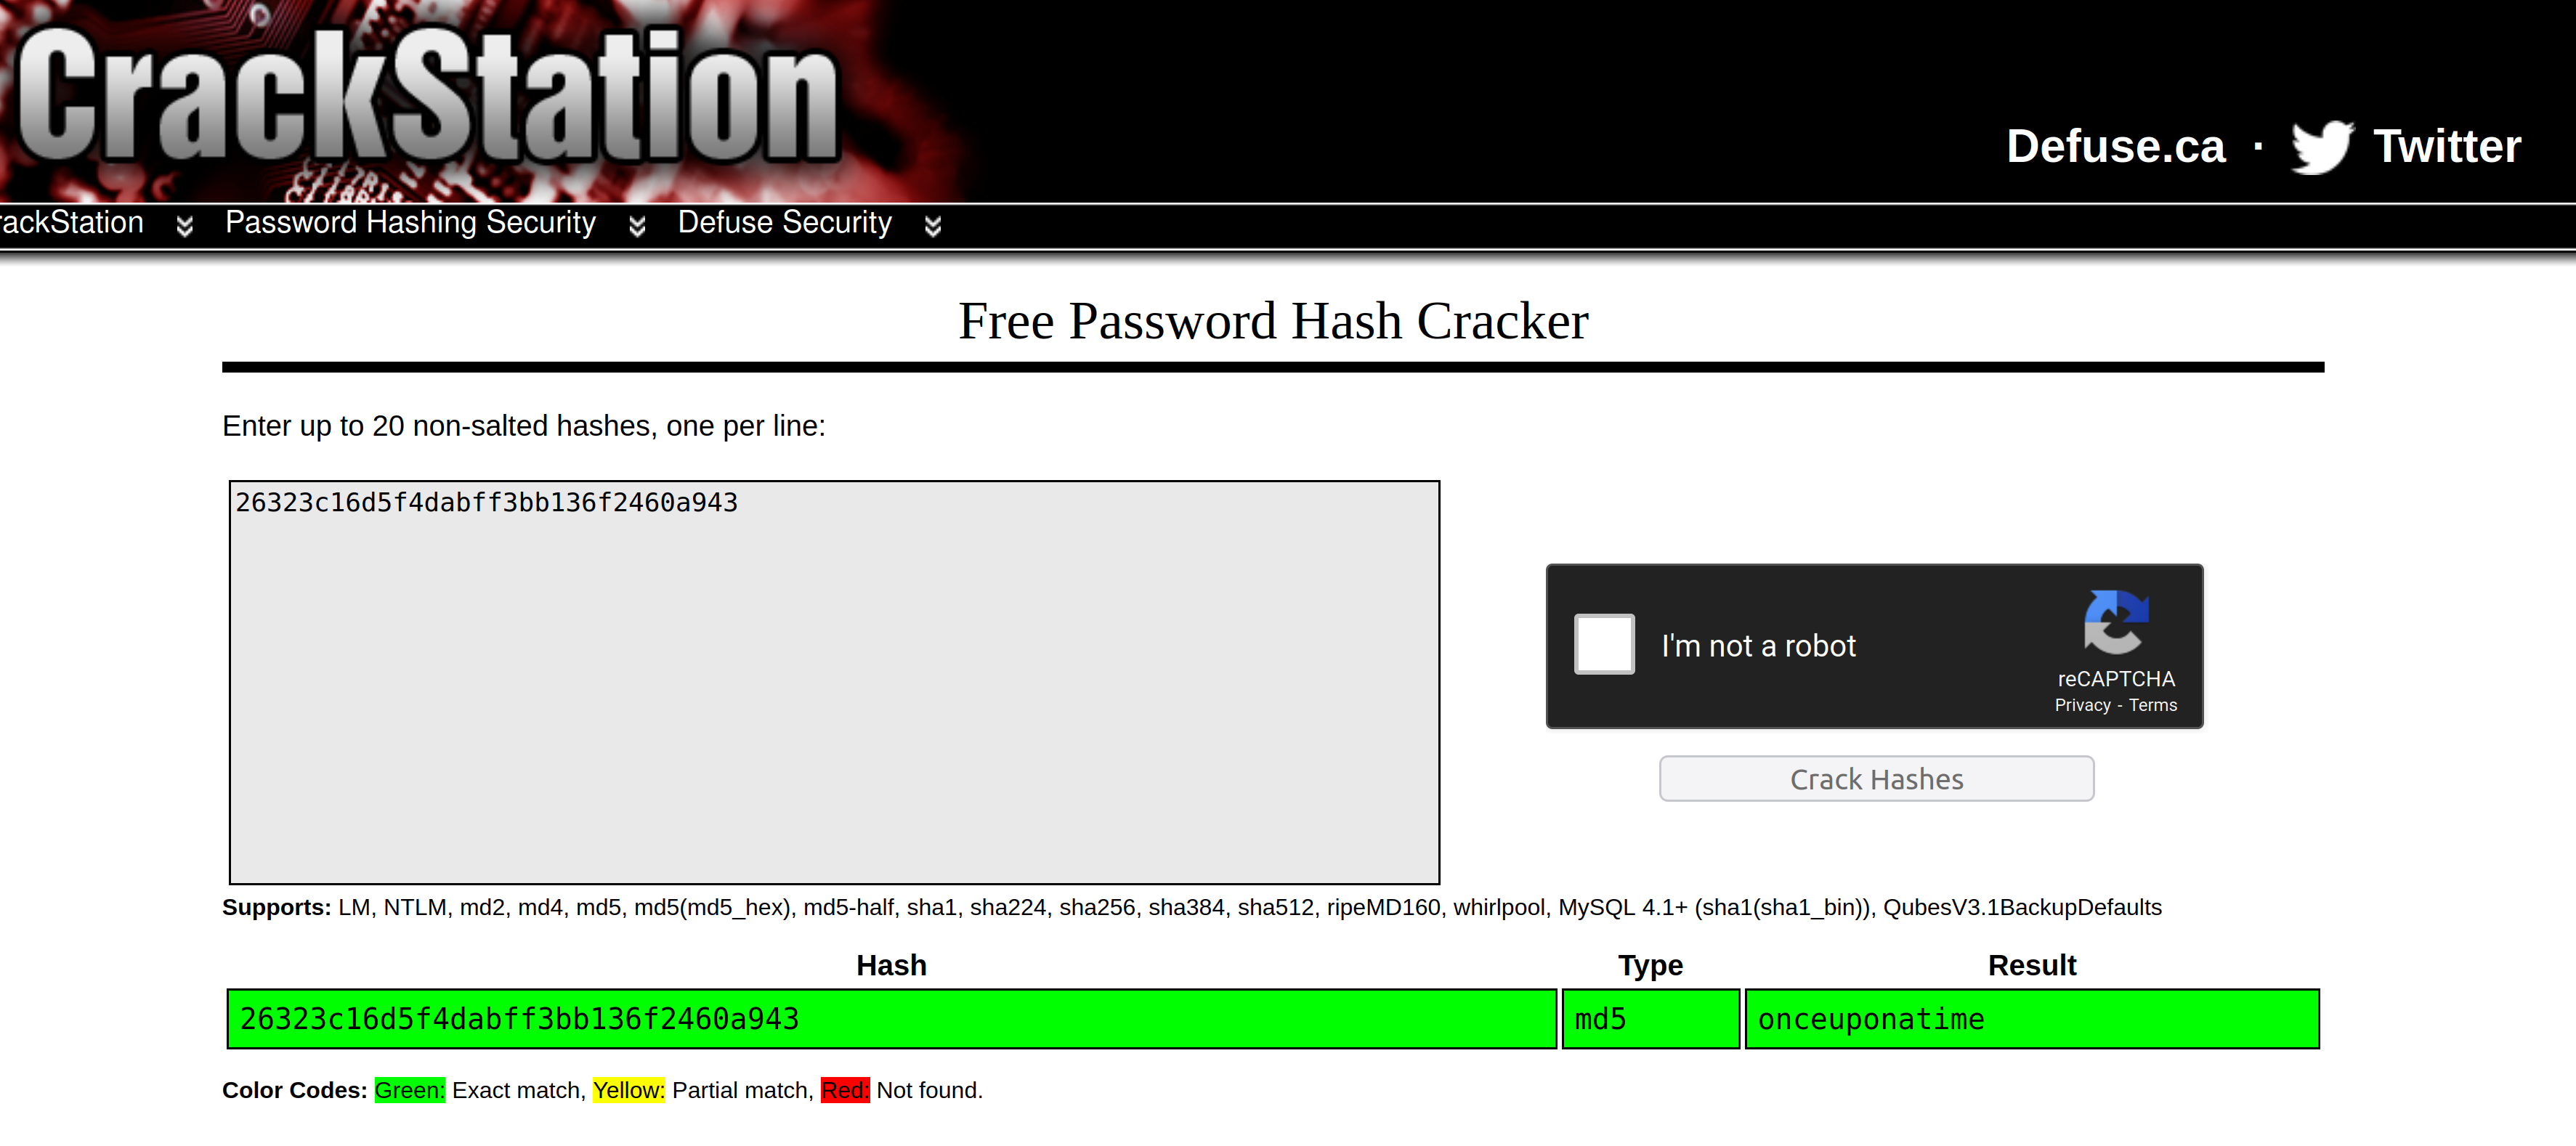 CrackStation
Defuse.ca · Twitter
rackStation Password Hashing Security Defuse Security
Free Password Hash Cracker
Enter up to 20 non-salted hashes, one per line:
26323c16d5f4dabff3bb136f2460a943
I'm not a robot
reCAPTCHA
Privacy - Terms
Crack Hashes
Supports: LM, NTLM, md2, md4, md5, md5(md5_hex), md5-half, sha1, sha224, sha256, sha384, sha512, ripeMD160, whirlpool, MySQL 4.1+ (sha1(sha1_bin)), QubesV3.1BackupDefaults
Hash Type Result
26323c16d5f4dabff3bb136f2460a943 md5 onceuponatime
Color Codes: Green: Exact match, Yellow: Partial match, Red: Not found.